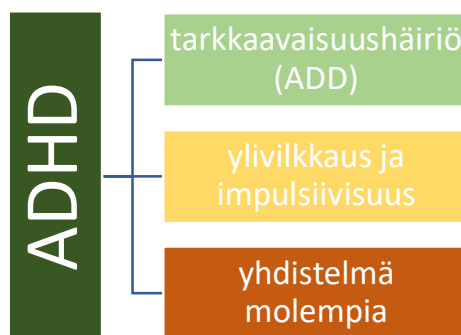 ADHD
tarkkaavaisuushäiriö
(ADD)
ylivilkkaus ja
impulsiivisuus
yhdistelmä
molempia